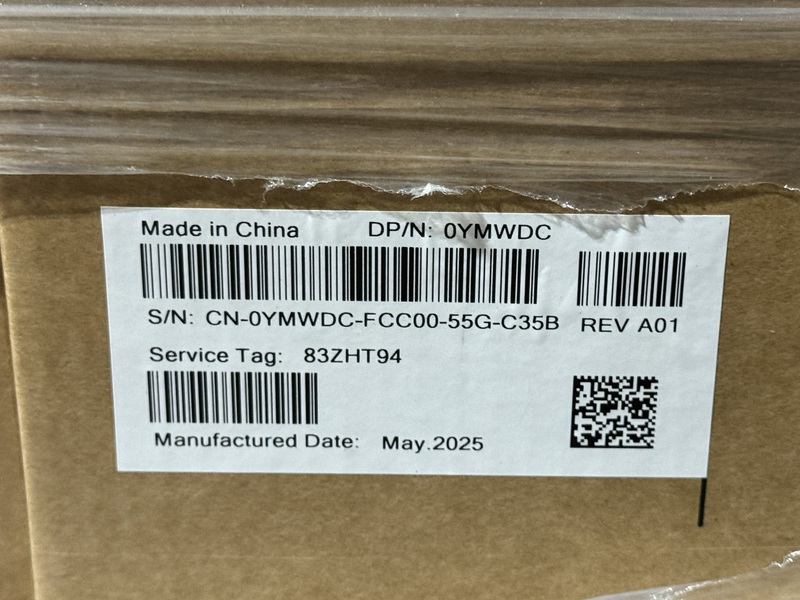 Made in China DP/N: 0YMWDC
S/N: CN-0YMWDC-FCC00-55G-C35B REV A01
Service Tag: 83ZHT94
Manufactured Date: May.2025